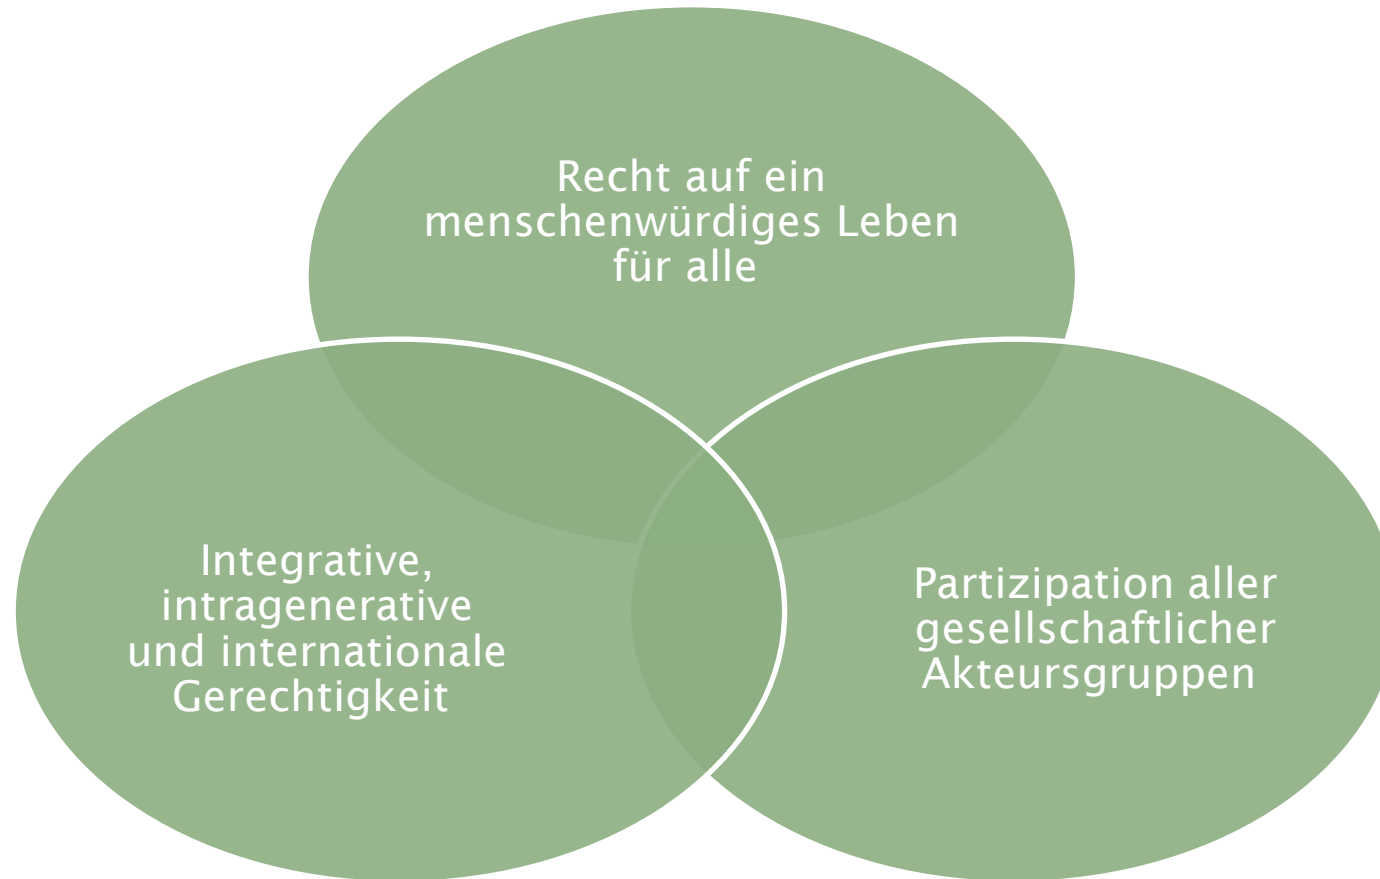 Recht auf ein
menschenwürdiges Leben
für alle
Integrative,
intragenerative
und internationale
Gerechtigkeit
Partizipation aller
gesellschaftlicher
Akteursgruppen